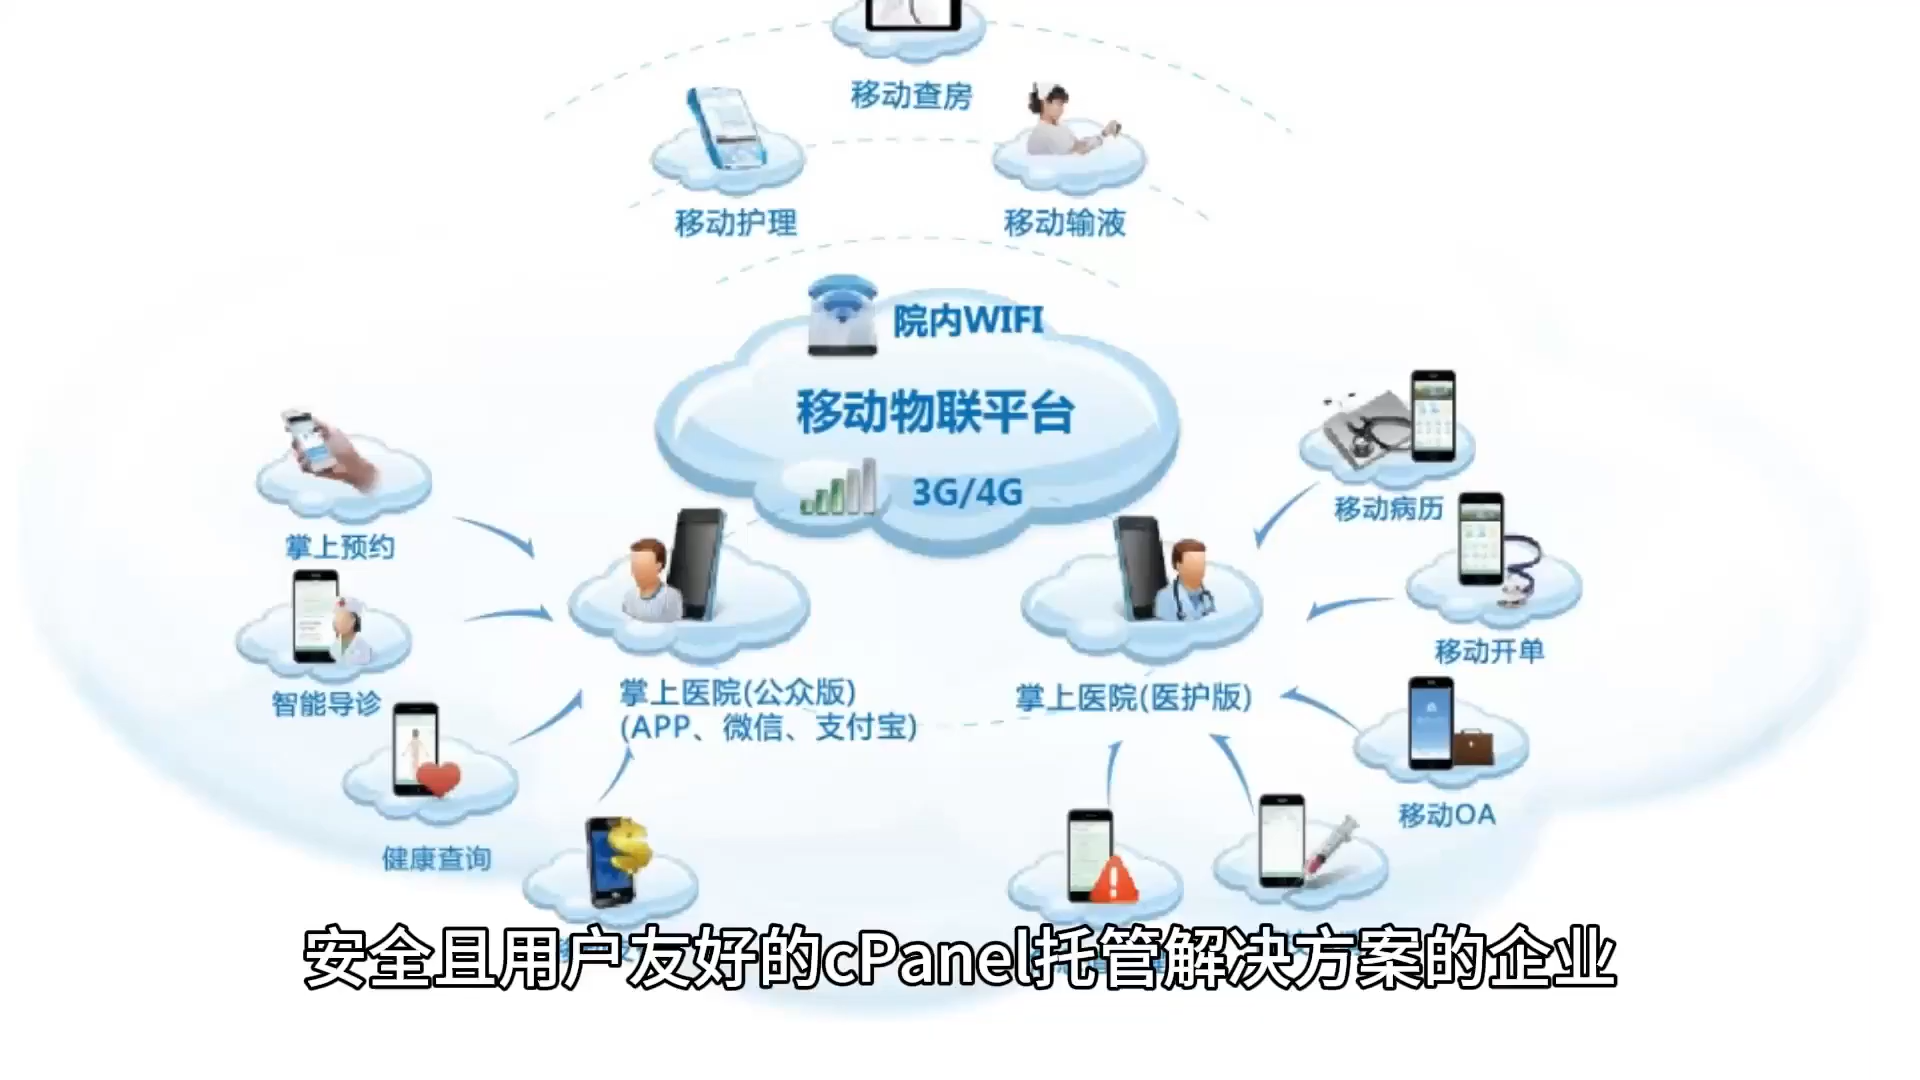 移动查房
移动护理
移动输液
院内WIFI
移动物联平台
3G/4G
掌上预约
移动病历
智能导诊
移动开单
掌上医院(公众版)
(APP、微信、支付宝)
掌上医院(医护版)
健康查询
移动OA
安全且用户友好的cPanel托管解决方案的企业